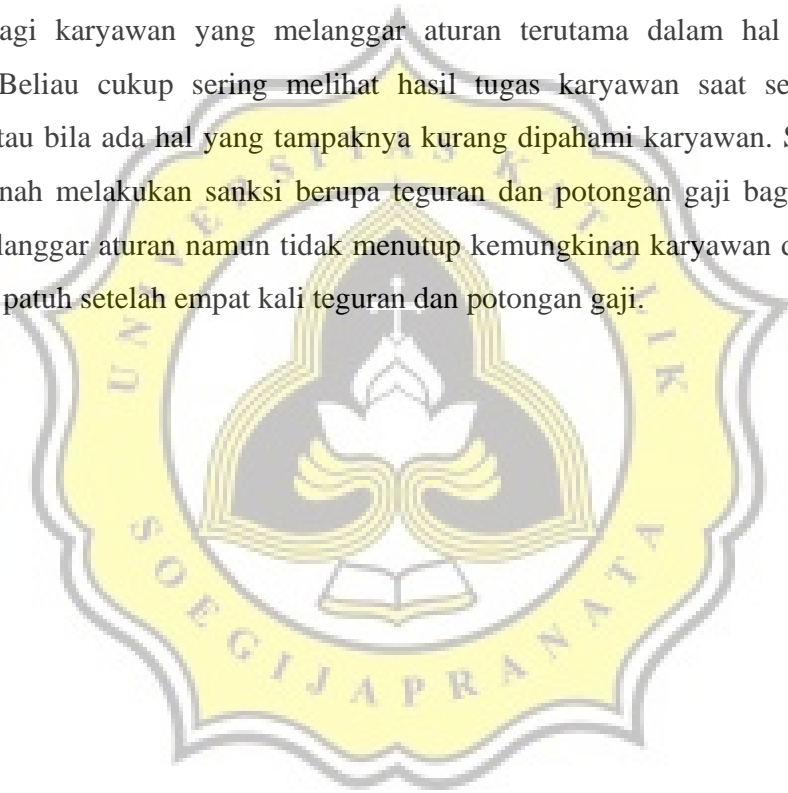 agi karyawan yang melanggar aturan terutama dalam hal
Beliau cukup sering melihat hasil tugas karyawan saat se
tau bila ada hal yang tampaknya kurang dipahami karyawan. S
nah melakukan sanksi berupa teguran dan potongan gaji bag
langgar aturan namun tidak menutup kemungkinan karyawan d
patuh setelah empat kali teguran dan potongan gaji.
UNIVERSITAS KATOLIK
SOEGIJAPRANATA